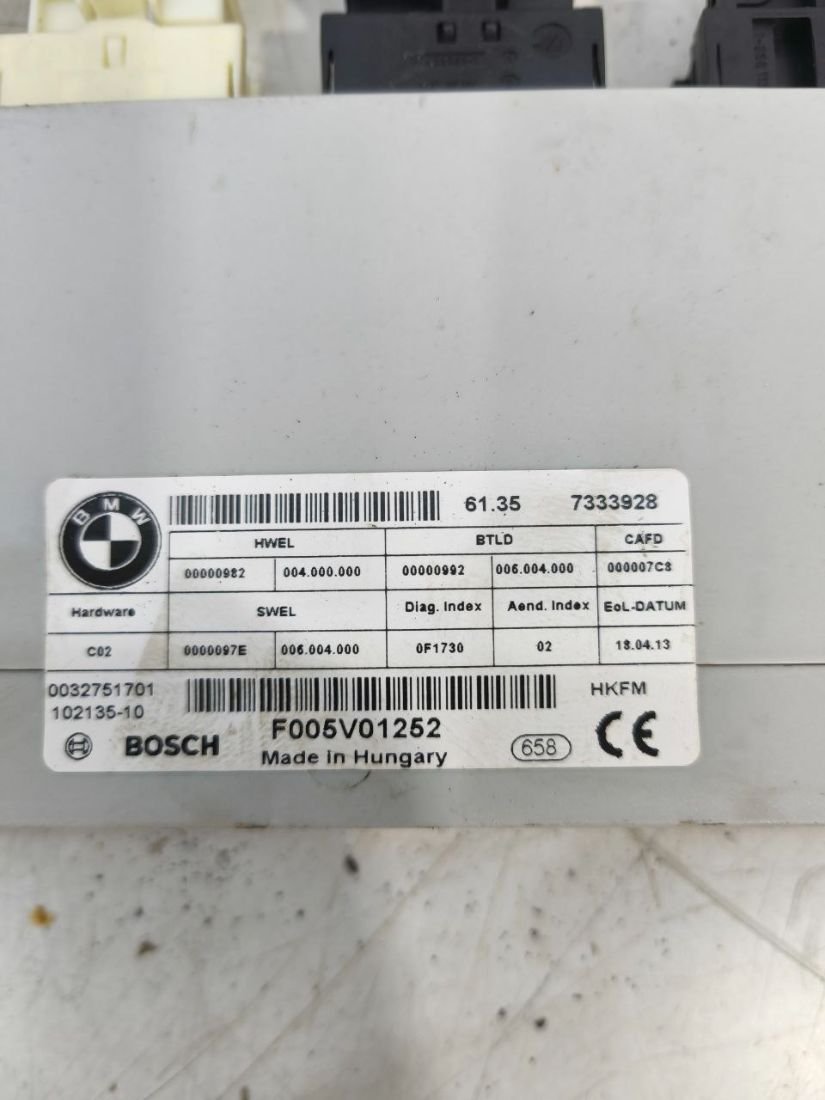 BMW
61.35 7333928
HWEL BTLD CAFD
00000982 004.000.000 00000992 006.004.000 000007C8
Hardware SWEL Diag. Index Aend. Index EoL-DATUM
C02 0000097E 006.004.000 0F1730 02 18.04.13
0032751701 HKFM
102135-10
F005V01252
BOSCH Made in Hungary 658 CE